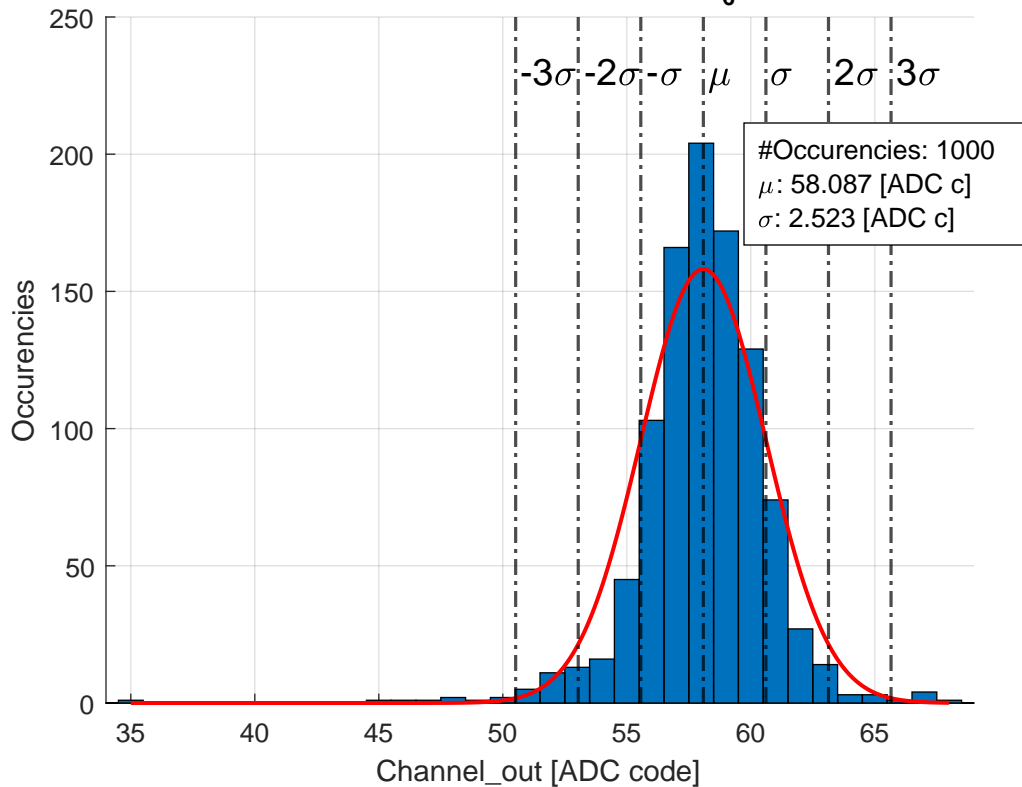 250
200
150
100
50
0
-3σ -2σ -σ μ σ 2σ 3σ
#Occurencies: 1000
μ: 58.087 [ADC c]
σ: 2.523 [ADC c]
Occurencies
35 40 45 50 55 60 65
Channel_out [ADC code]